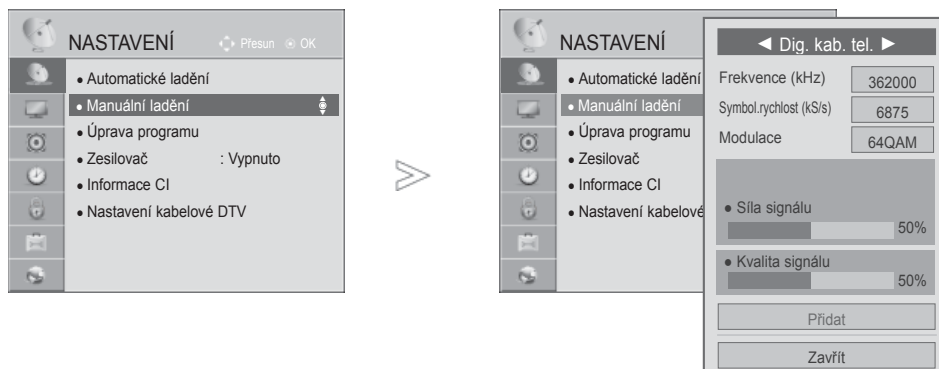 NASTAVENÍ
Přesun OK
• Automatické ladění
• Manuální ladění
• Úprava programu
• Zesilovač : Vypnuto
• Informace CI
• Nastavení kabelové DTV
NASTAVENÍ
• Automatické ladění
• Manuální ladění
• Úprava programu
• Zesilovač
• Informace CI
• Nastavení kabelové
◄ Dig. kab. tel. ►
Frekvence (kHz) 362000
Symbol.rychlost (kS/s) 6875
Modulace 64QAM
• Síla signálu
50%
• Kvalita signálu
50%
Přidat
Zavřít